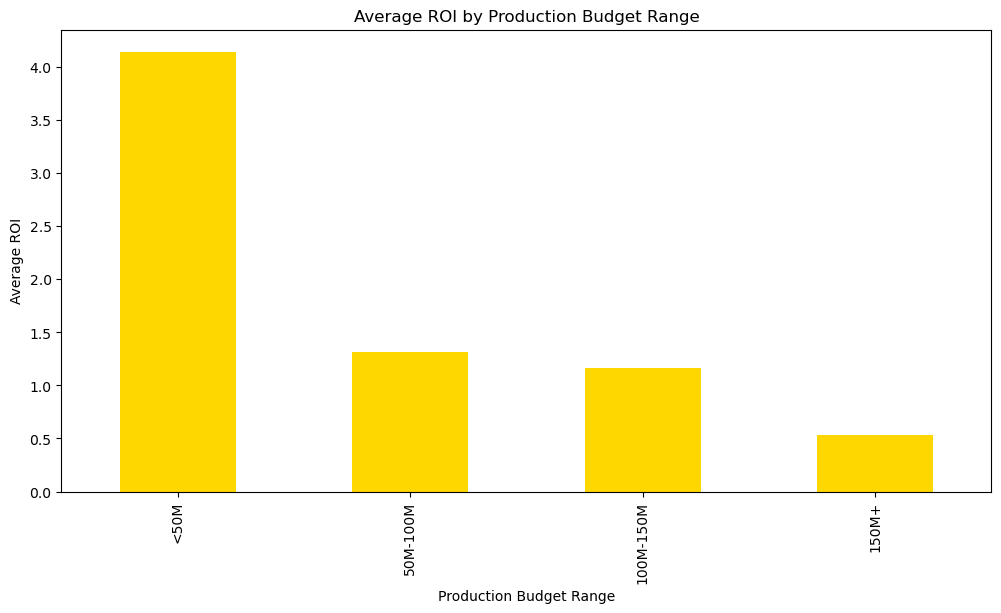 Average ROI by Production Budget Range
Average ROI
4.0
3.5
3.0
2.5
2.0
1.5
1.0
0.5
0.0
<50M
50M-100M
100M-150M
150M+
Production Budget Range